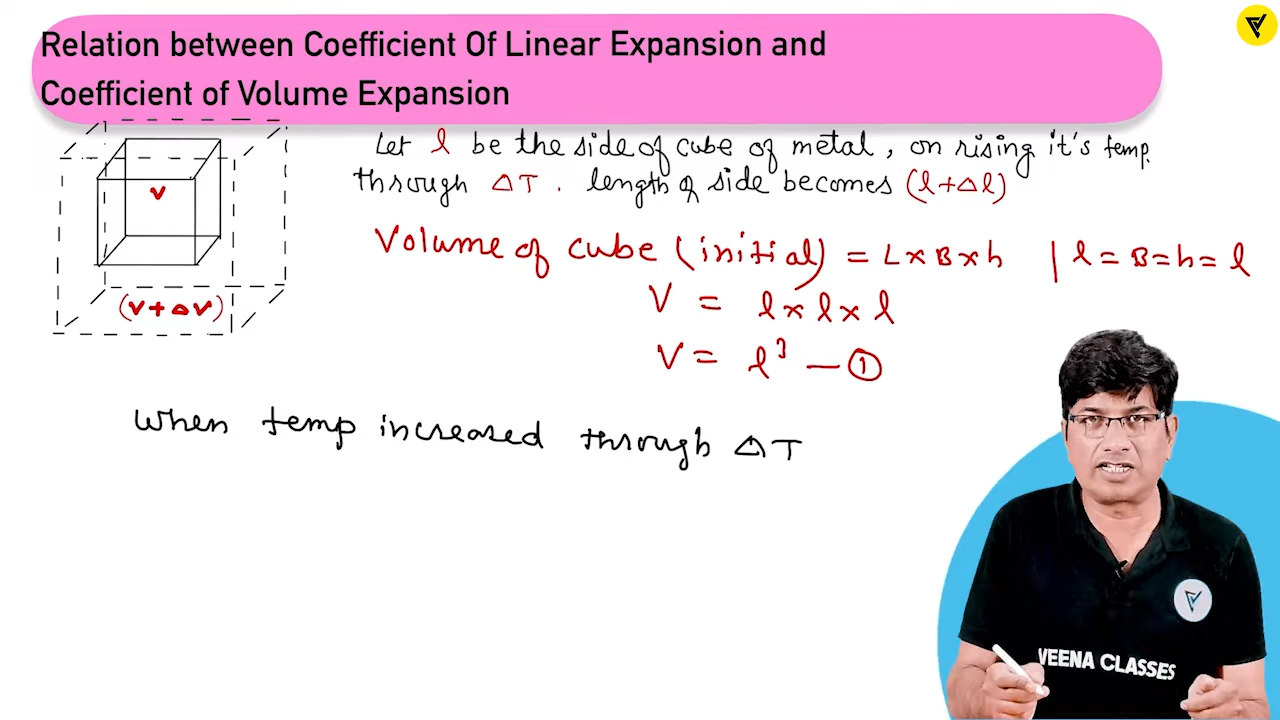 Relation between Coefficient Of Linear Expansion and
Coefficient of Volume Expansion
Let l be the side of cube of metal, on rising it's temp.
through ΔT. length of side becomes (l+Δl)
V
(V+ΔV)
Volume of cube (initial) = L×B×h | l=B=h=l
V = l×l×l
V = l³ — ①
When temp increased through ΔT
VEENA CLASSES